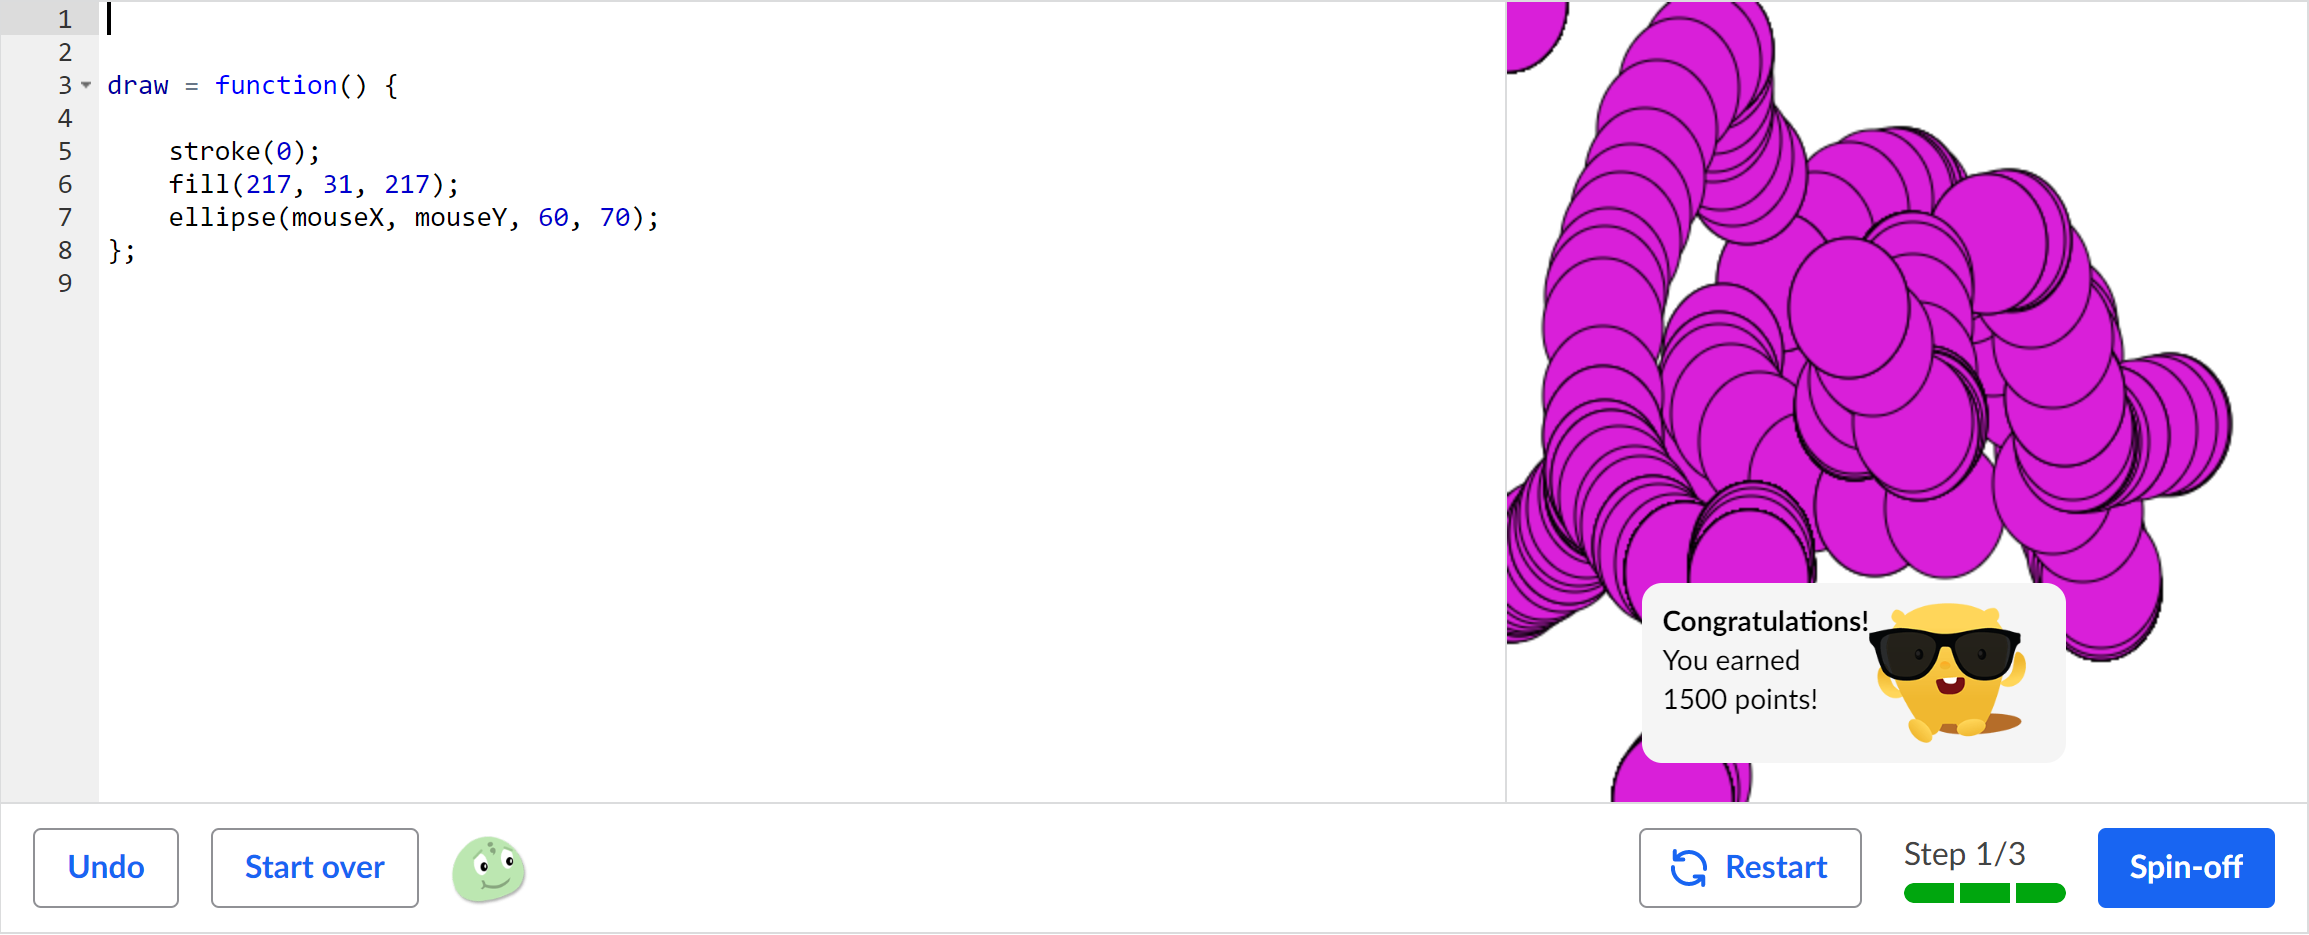 1
2
3 draw = function() {
4
5     stroke(0);
6     fill(217, 31, 217);
7     ellipse(mouseX, mouseY, 60, 70);
8 };
9
Congratulations!
You earned
1500 points!
Undo
Start over
Restart
Step 1/3
Spin-off